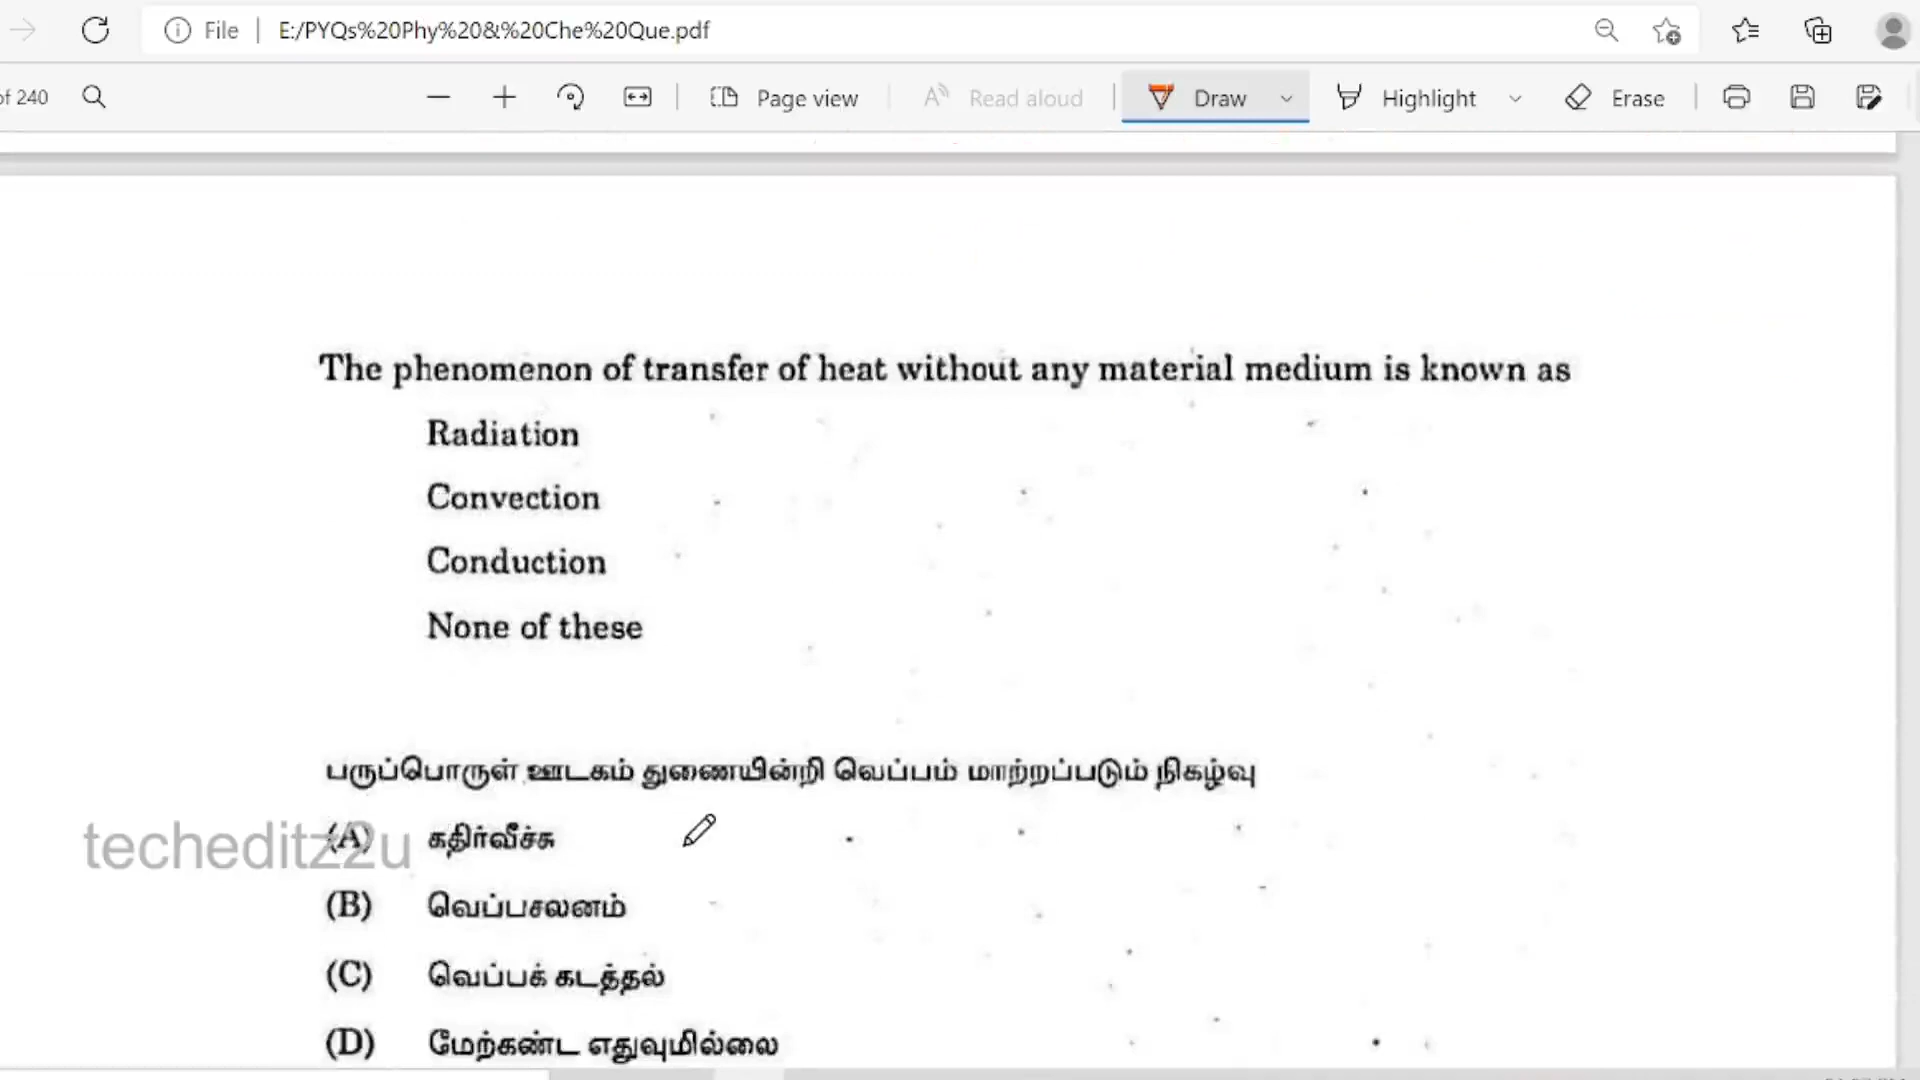 File E:/PYQs%20Phy%20&%20Che%20Que.pdf
of 240 Page view Read aloud Draw Highlight Erase
The phenomenon of transfer of heat without any material medium is known as
Radiation
Convection
Conduction
None of these
பருப்பொருள் ஊடகம் துணையின்றி வெப்பம் மாற்றப்படும் நிகழ்வு
(A) கதிர்வீச்சு
techeditz2u
(B) வெப்பசலனம்
(C) வெப்பக் கடத்தல்
(D) மேற்கண்ட எதுவுமில்லை